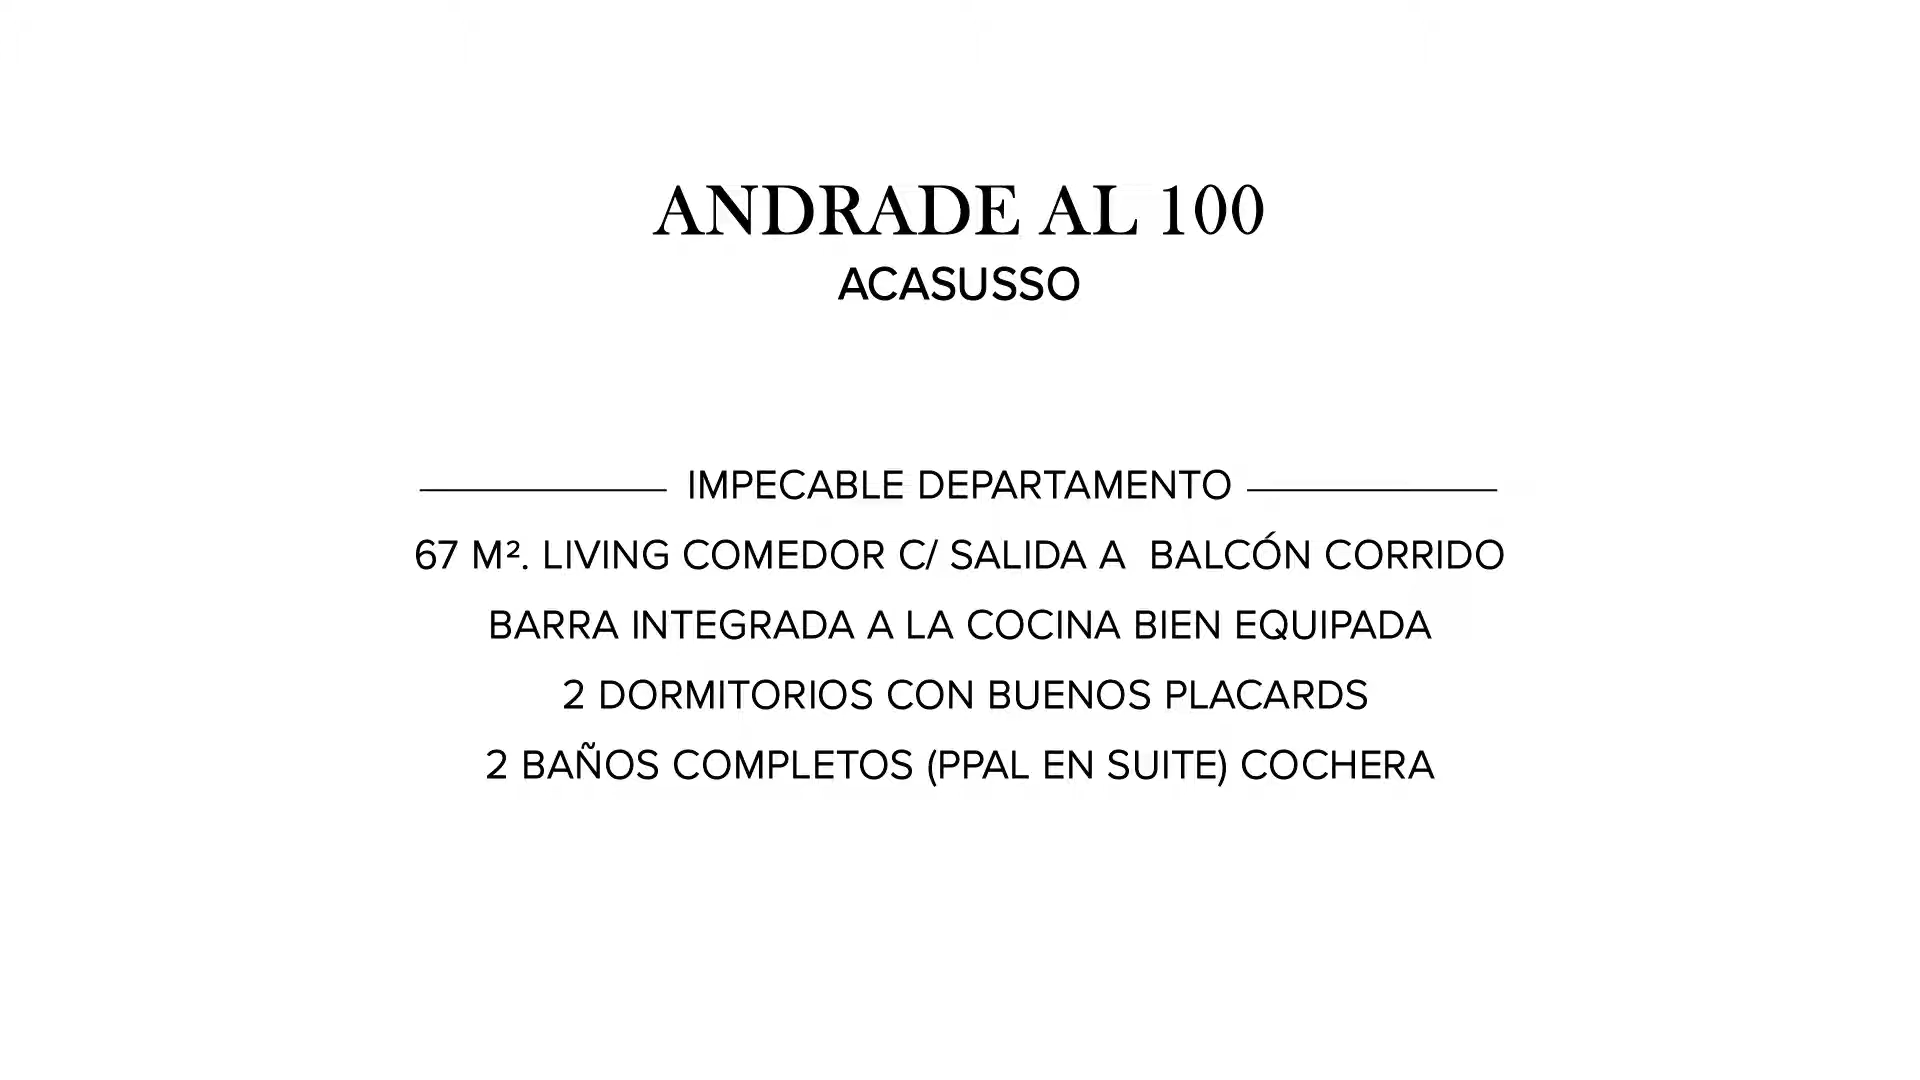 ANDRADE AL 100
ACASUSSO
IMPECABLE DEPARTAMENTO
67 M². LIVING COMEDOR C/ SALIDA A  BALCÓN CORRIDO
BARRA INTEGRADA A LA COCINA BIEN EQUIPADA
2 DORMITORIOS CON BUENOS PLACARDS
2 BAÑOS COMPLETOS (PPAL EN SUITE) COCHERA